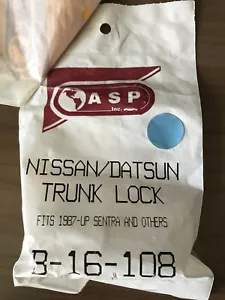 ASP
Inc.
NISSAN/DATSUN
TRUNK LOCK
FITS 1987-UP SENTRA AND OTHERS
B-16-108